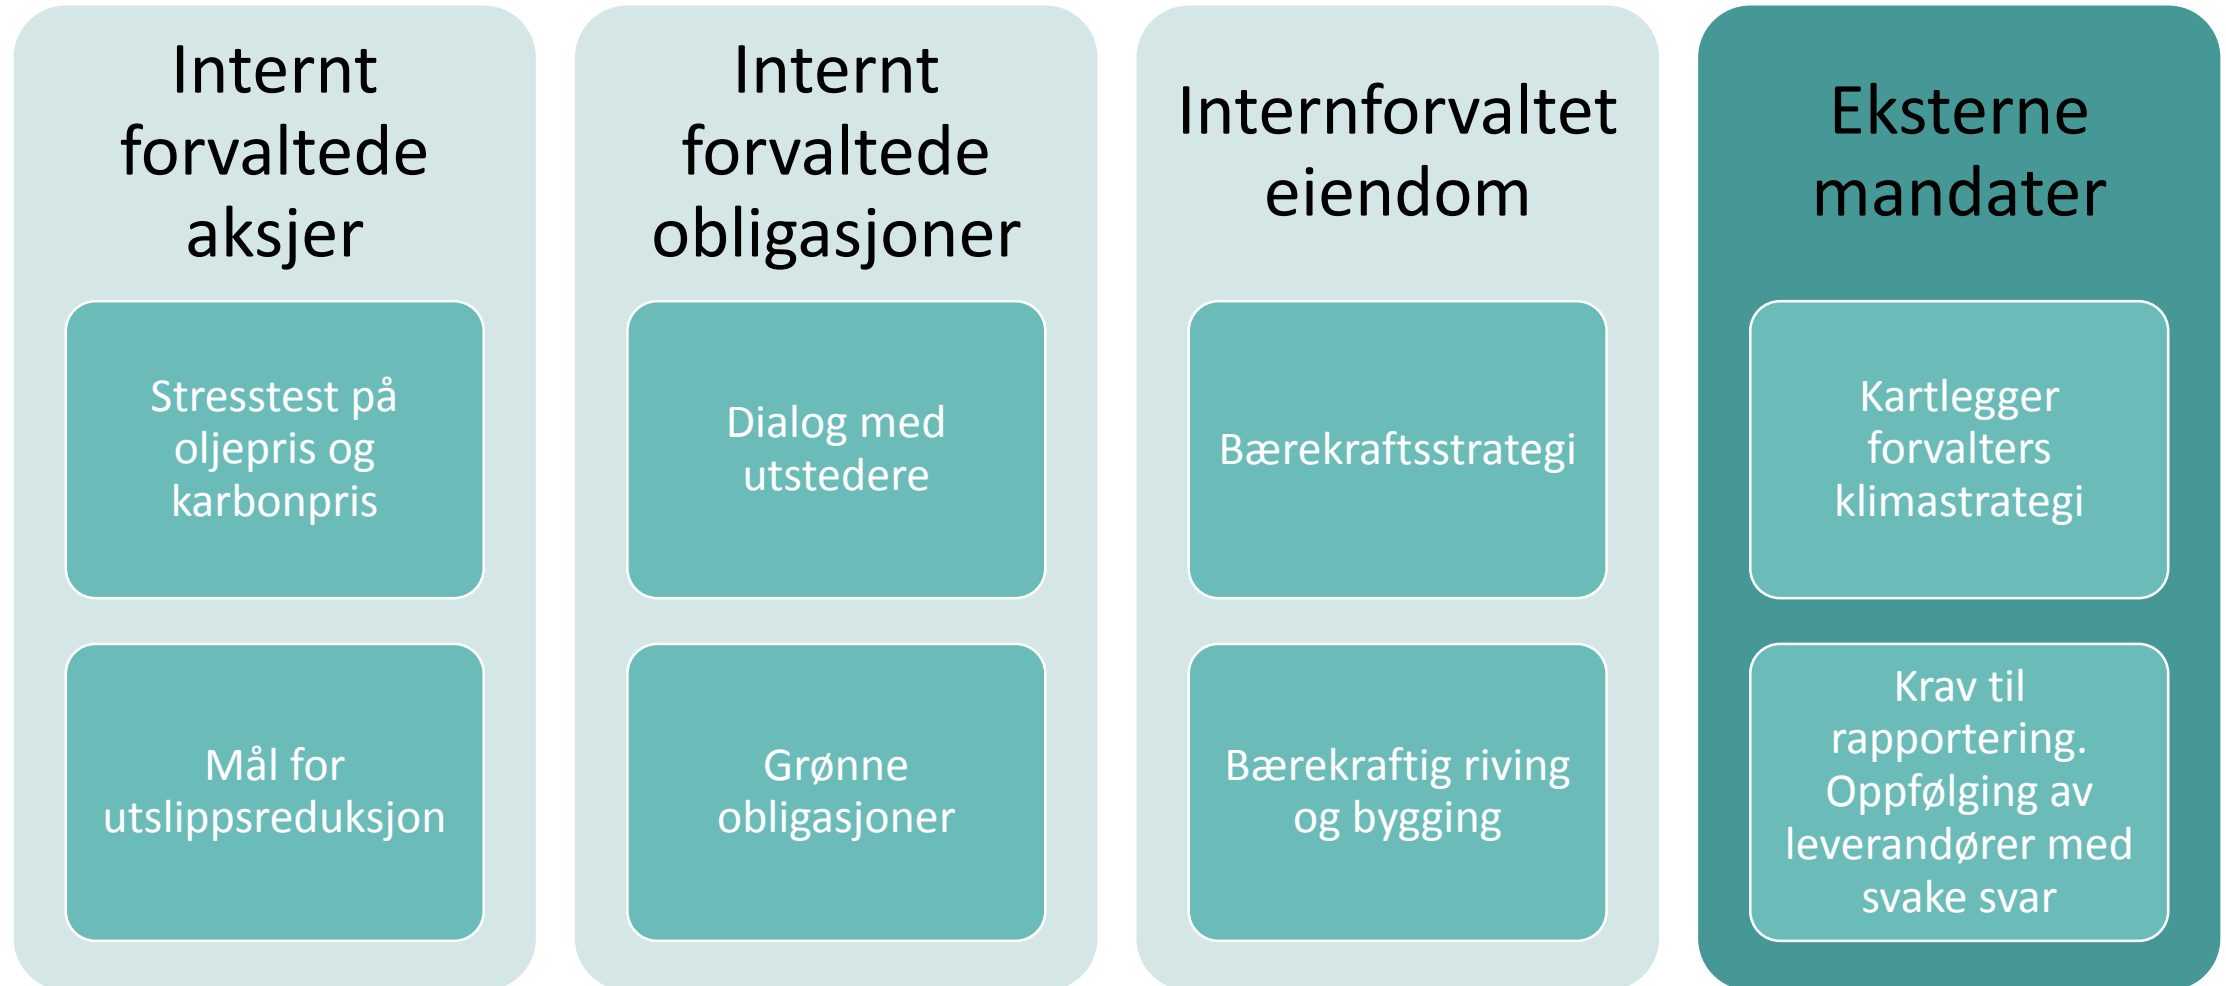 Internt
forvaltede
aksjer
Stresstest på
oljepris og
karbonpris
Mål for
utslippsreduksjon
Internt
forvaltede
obligasjoner
Dialog med
utstedere
Grønne
obligasjoner
Internforvaltet
eiendom
Bærekraftsstrategi
Bærekraftig riving
og bygging
Eksterne
mandater
Kartlegger
forvalters
klimastrategi
Krav til
rapportering.
Oppfølging av
leverandører med
svake svar